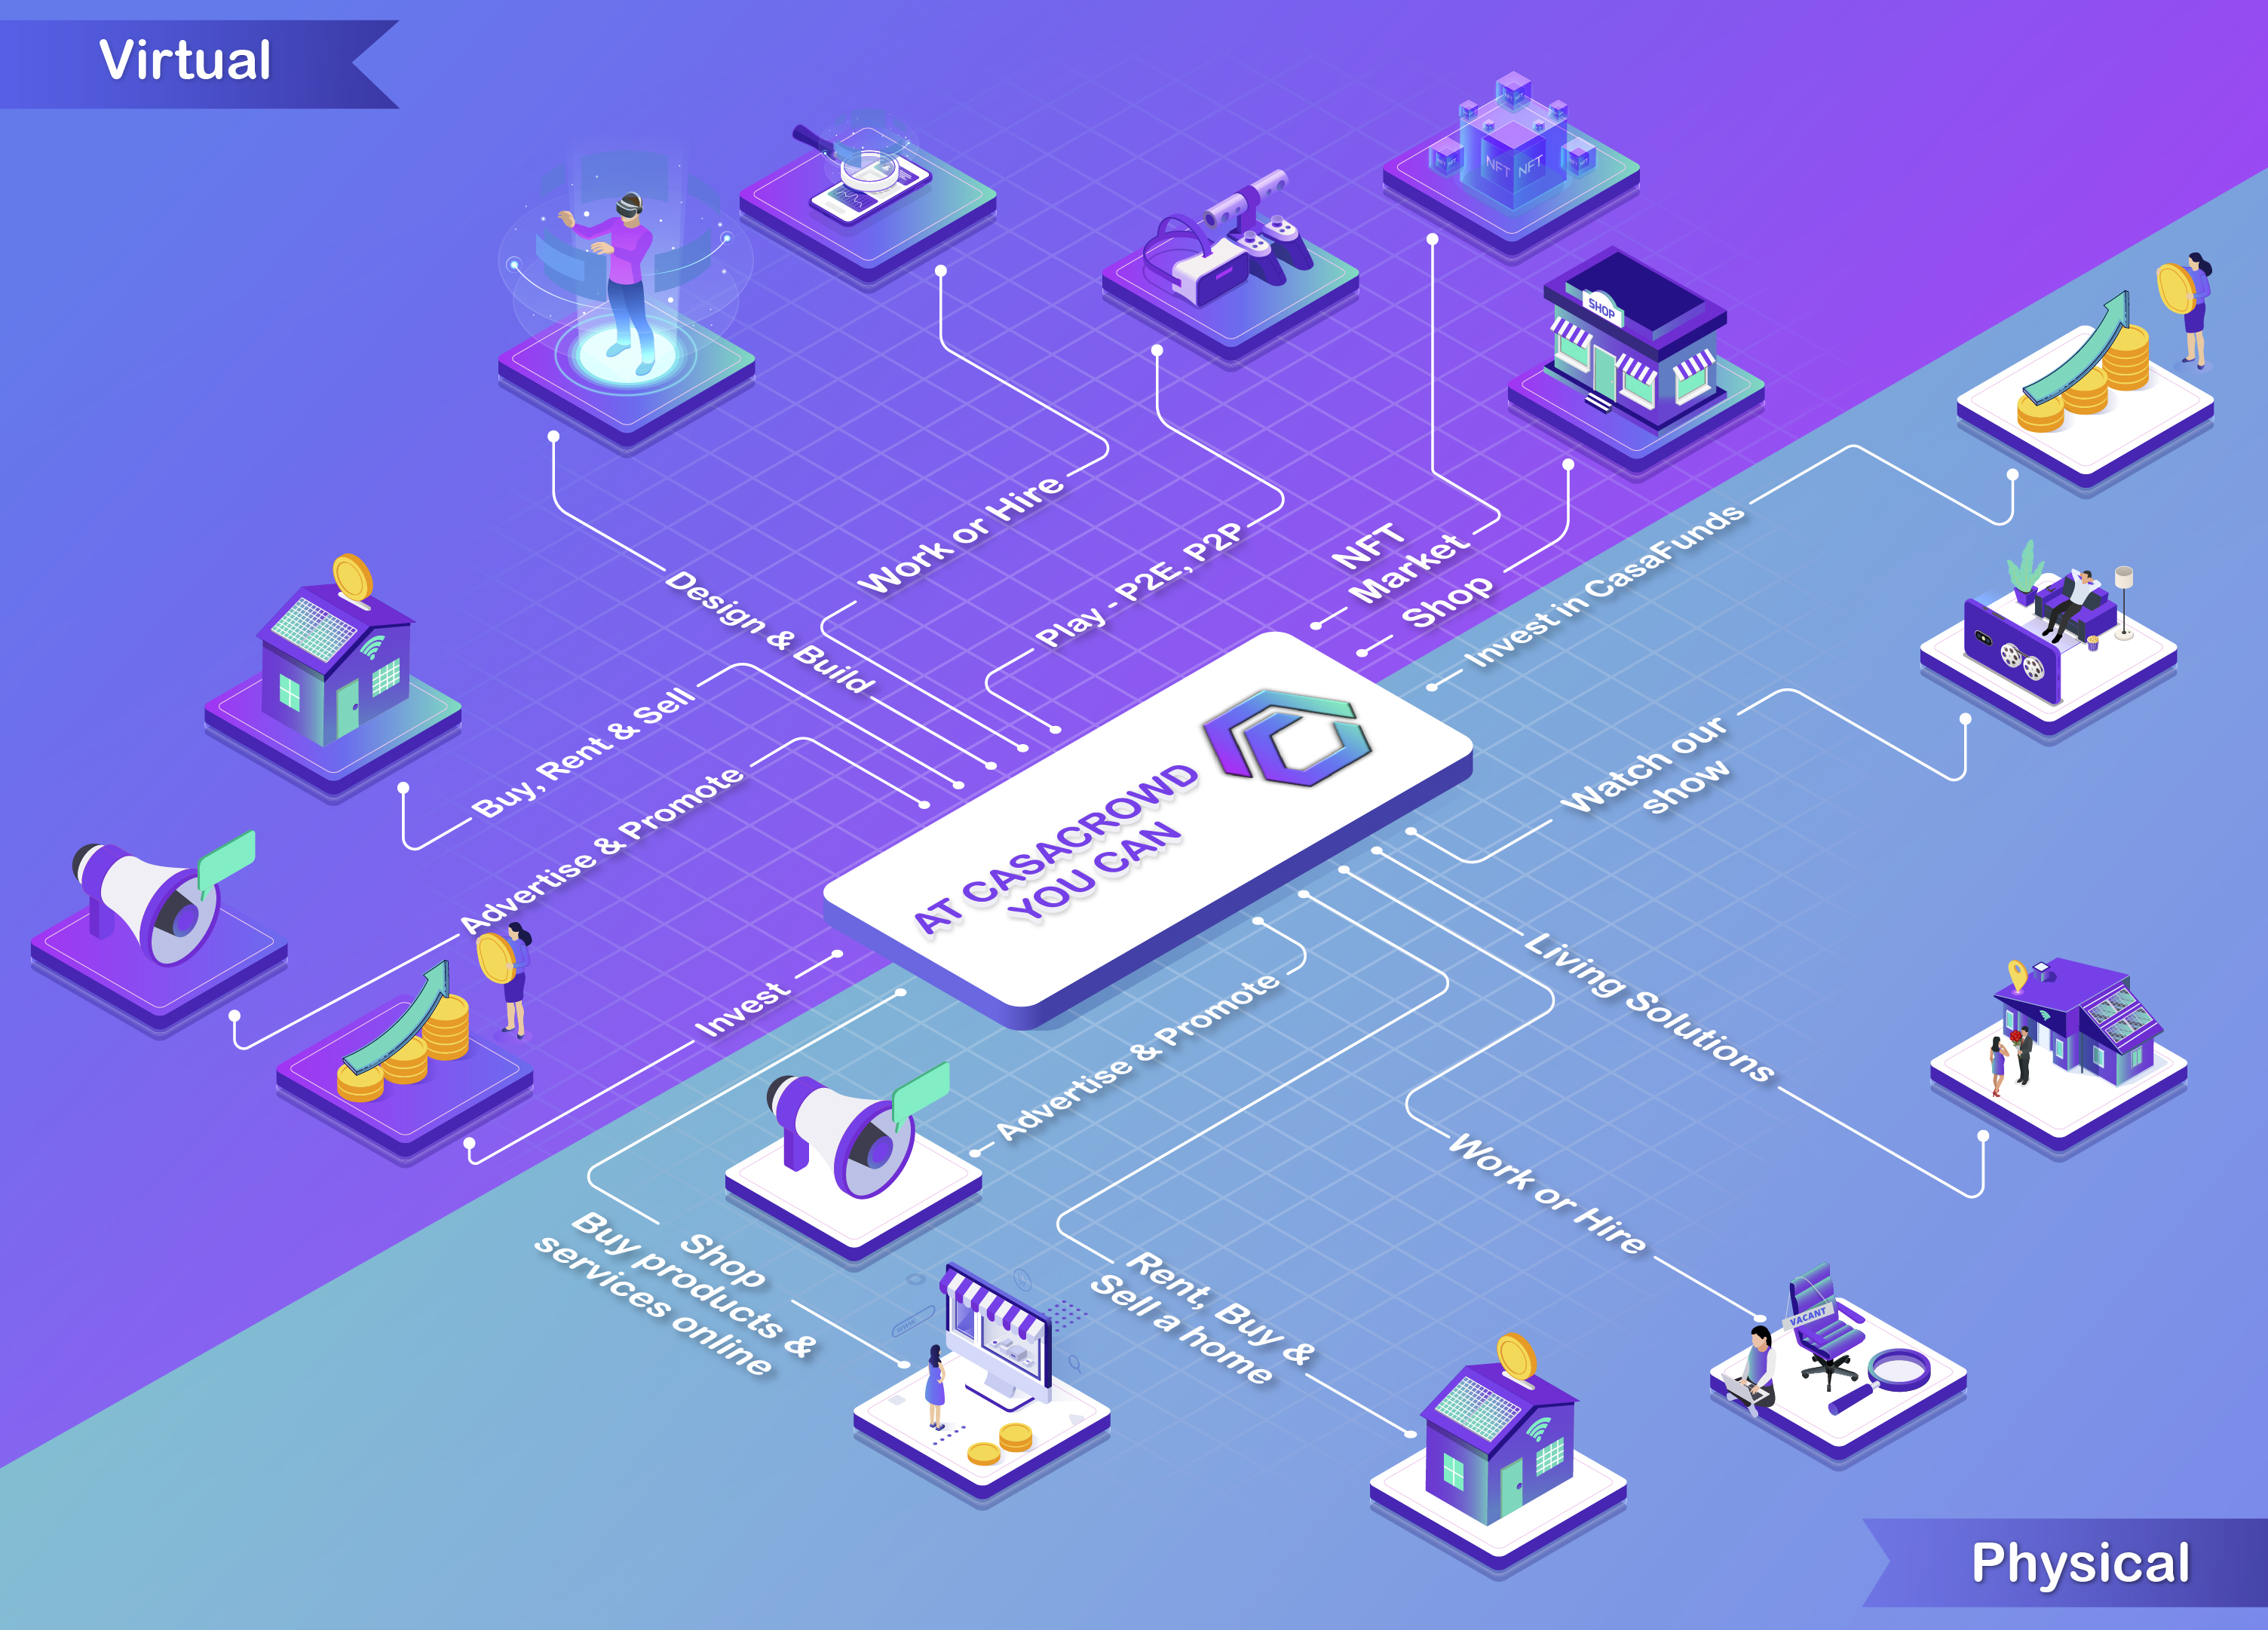 Virtual
NFT NFT
SHOP
Work or Hire
Play - P2E, P2P
NFT
Market
Shop
Invest in CasaFunds
Design & Build
Buy, Rent & Sell
Advertise & Promote
Invest
AT CASACROWD
YOU CAN
Watch our
show
Living Solutions
Advertise & Promote
Work or Hire
Shop
Buy products &
services online
Rent, Buy &
Sell a home
VACANT
Physical